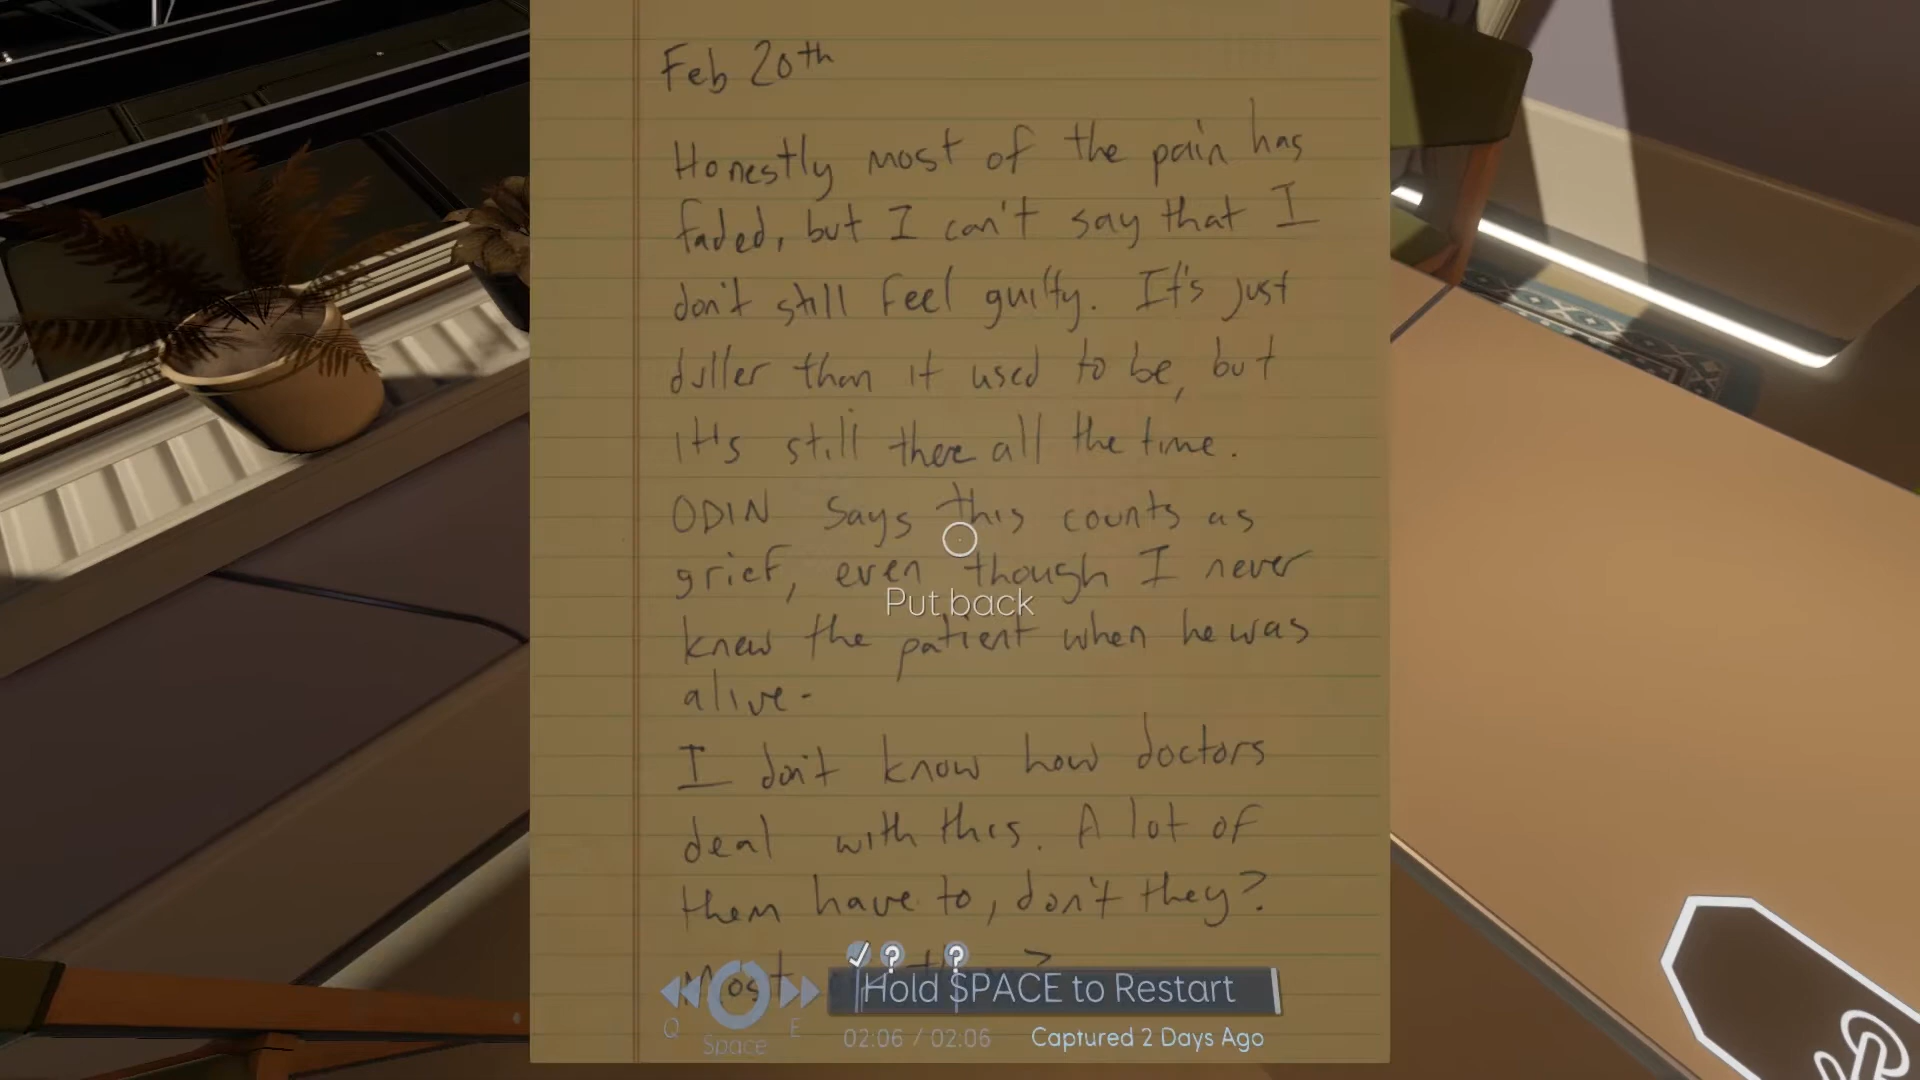 Feb 20th
Honestly most of the pain has
faded, but I can't say that I
don't still feel guilty. It's just
duller than it used to be, but
it's still there all the time.
ODIN says this counts as
grief, even though I never
Put back
knew the patient when he was
alive.
I don't know how doctors
deal with this. A lot of
them have to, don't they?
Most ?
Hold SPACE to Restart
Q Space E
02:06 / 02:06 Captured 2 Days Ago